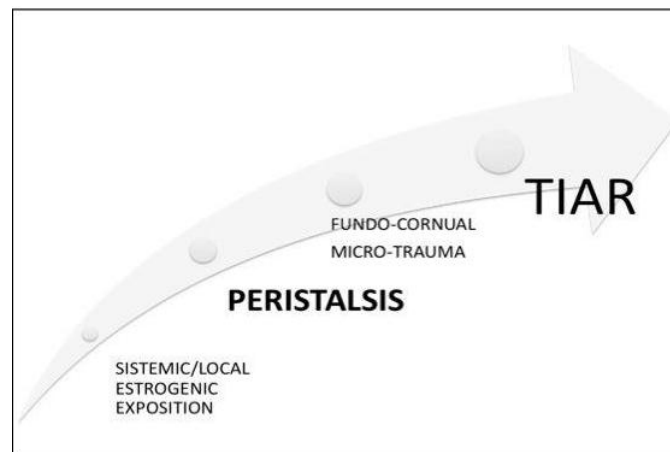 TIAR
FUNDO-CORNUAL
MICRO-TRAUMA
PERISTALSIS
SISTEMIC/LOCAL
ESTROGENIC
EXPOSITION